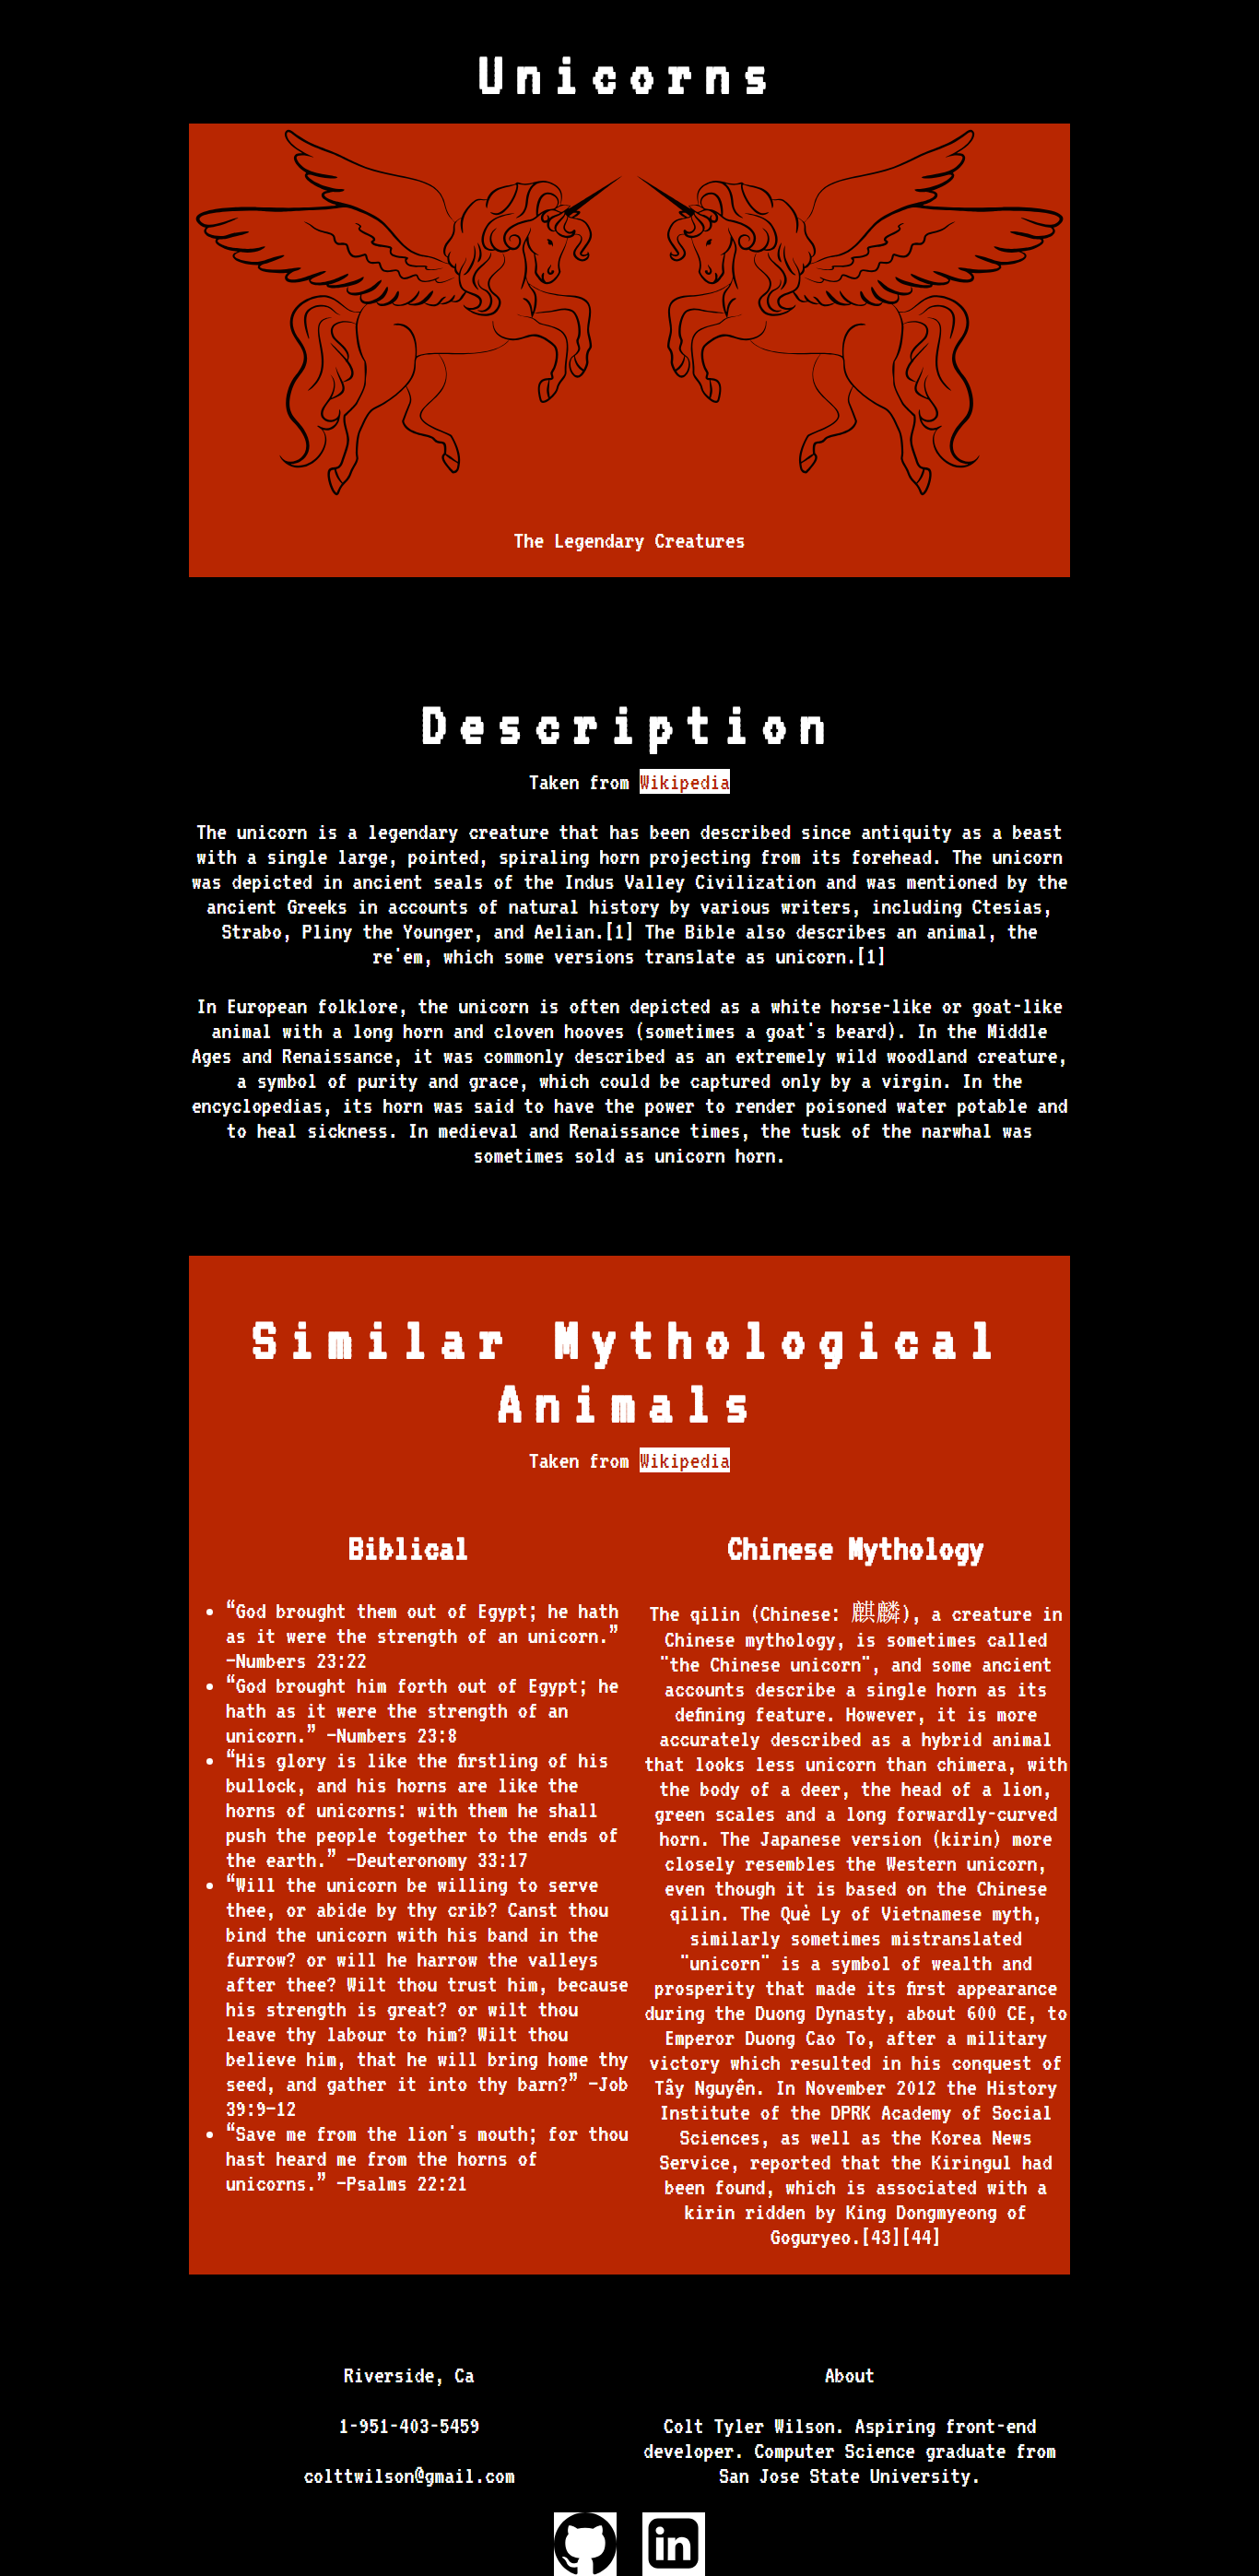 Unicorns
The Legendary Creatures
Description
Taken from Wikipedia
The unicorn is a legendary creature that has been described since antiquity as a beast
with a single large, pointed, spiraling horn projecting from its forehead. The unicorn
was depicted in ancient seals of the Indus Valley Civilization and was mentioned by the
ancient Greeks in accounts of natural history by various writers, including Ctesias,
Strabo, Pliny the Younger, and Aelian.[1] The Bible also describes an animal, the
re'em, which some versions translate as unicorn.[1]
In European folklore, the unicorn is often depicted as a white horse-like or goat-like
animal with a long horn and cloven hooves (sometimes a goat's beard). In the Middle
Ages and Renaissance, it was commonly described as an extremely wild woodland creature,
a symbol of purity and grace, which could be captured only by a virgin. In the
encyclopedias, its horn was said to have the power to render poisoned water potable and
to heal sickness. In medieval and Renaissance times, the tusk of the narwhal was
sometimes sold as unicorn horn.
Similar Mythological
Animals
Taken from Wikipedia
Biblical
• “God brought them out of Egypt; he hath
as it were the strength of an unicorn.”
—Numbers 23:22
• “God brought him forth out of Egypt; he
hath as it were the strength of an
unicorn.” —Numbers 23:8
• “His glory is like the firstling of his
bullock, and his horns are like the
horns of unicorns: with them he shall
push the people together to the ends of
the earth.” —Deuteronomy 33:17
• “Will the unicorn be willing to serve
thee, or abide by thy crib? Canst thou
bind the unicorn with his band in the
furrow? or will he harrow the valleys
after thee? Wilt thou trust him, because
his strength is great? or wilt thou
leave thy labour to him? Wilt thou
believe him, that he will bring home thy
seed, and gather it into thy barn?” —Job
39:9–12
• “Save me from the lion's mouth; for thou
hast heard me from the horns of
unicorns.” —Psalms 22:21
Chinese Mythology
The qilin (Chinese: 麒麟), a creature in
Chinese mythology, is sometimes called
"the Chinese unicorn", and some ancient
accounts describe a single horn as its
defining feature. However, it is more
accurately described as a hybrid animal
that looks less unicorn than chimera, with
the body of a deer, the head of a lion,
green scales and a long forwardly-curved
horn. The Japanese version (kirin) more
closely resembles the Western unicorn,
even though it is based on the Chinese
qilin. The Quẻ Ly of Vietnamese myth,
similarly sometimes mistranslated
"unicorn" is a symbol of wealth and
prosperity that made its first appearance
during the Duong Dynasty, about 600 CE, to
Emperor Duong Cao To, after a military
victory which resulted in his conquest of
Tây Nguyên. In November 2012 the History
Institute of the DPRK Academy of Social
Sciences, as well as the Korea News
Service, reported that the Kiringul had
been found, which is associated with a
kirin ridden by King Dongmyeong of
Goguryeo.[43][44]
Riverside, Ca
1-951-403-5459
colttwilson@gmail.com
About
Colt Tyler Wilson. Aspiring front-end
developer. Computer Science graduate from
San Jose State University.
in